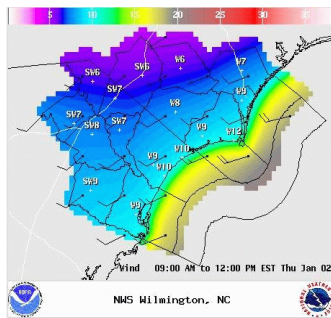 5 10 15 20 25 30 35
W6
SW6 SW6 W7
SW7 W9
W8
SW7 SW7
SW8 W9 W12
W10
W9
W10
SW9
W9
Wind 09:00 AM to 12:00 PM EST Thu Jan 02
NWS Wilmington, NC